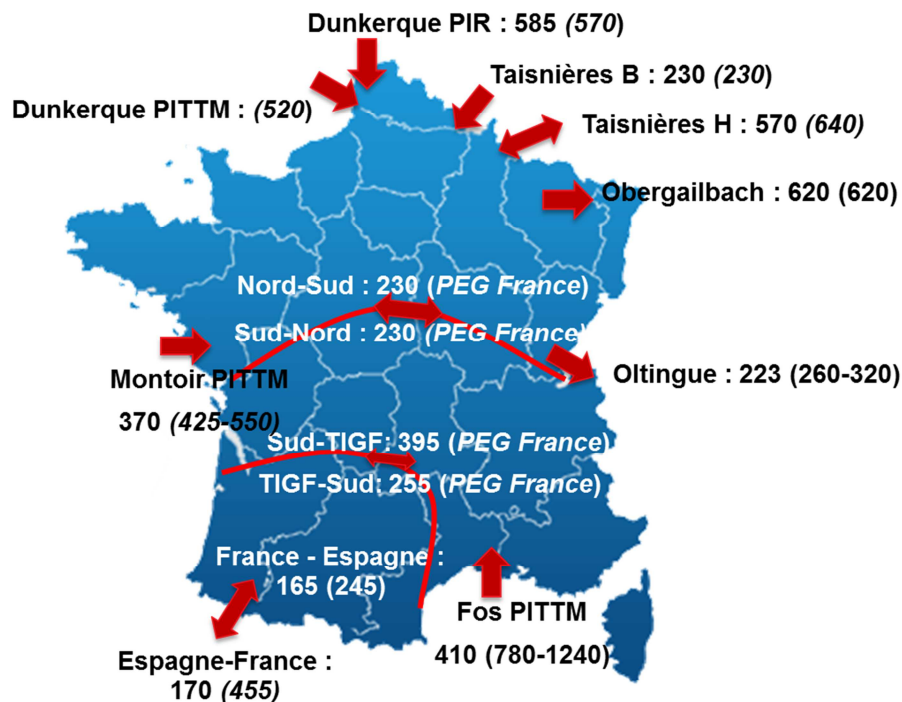 Dunkerque PIR : 585 (570)
Taisnières B : 230 (230)
Dunkerque PITTM : (520)
Taisnières H : 570 (640)
Obergailbach : 620 (620)
Nord-Sud : 230 (PEG France)
Sud-Nord : 230 (PEG France)
Montoir PITTM
370 (425-550)
Oltingue : 223 (260-320)
Sud-TIGF: 395 (PEG France)
TIGF-Sud: 255 (PEG France)
France - Espagne :
165 (245)
Fos PITTM
410 (780-1240)
Espagne-France :
170 (455)